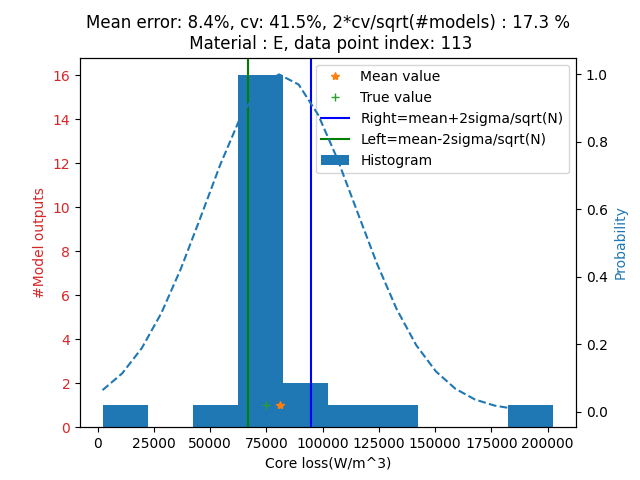 Mean error: 8.4%, cv: 41.5%, 2*cv/sqrt(#models) : 17.3 %
Material : E, data point index: 113
Mean value
True value
Right=mean+2sigma/sqrt(N)
Left=mean-2sigma/sqrt(N)
Histogram
#Model outputs
16
14
12
10
8
6
4
2
0
Probability
1.0
0.8
0.6
0.4
0.2
0.0
0 25000 50000 75000 100000 125000 150000 175000 200000
Core loss(W/m^3)